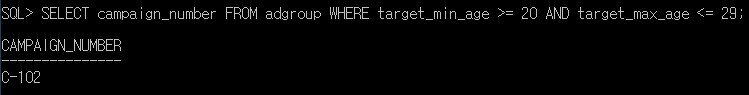 SQL> SELECT campaign_number FROM adgroup WHERE target_min_age >= 20 AND target_max_age <= 29;
CAMPAIGN_NUMBER
---------------
C-102